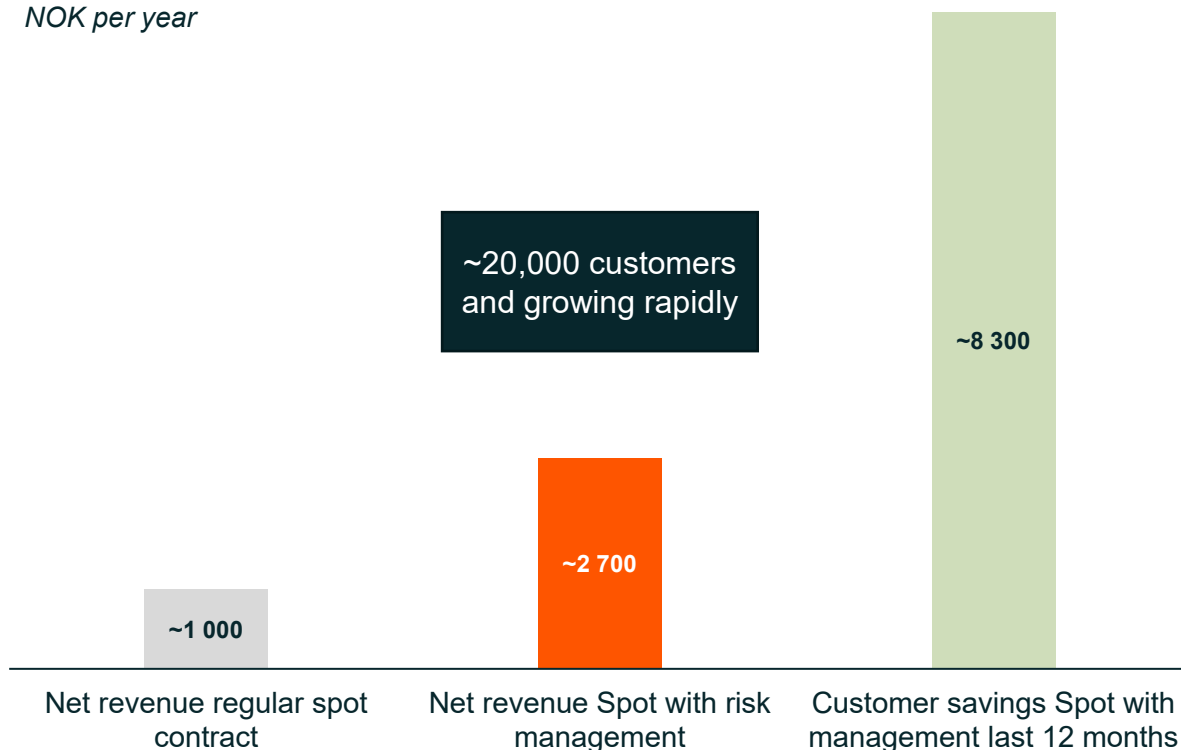 NOK per year
~20,000 customers
and growing rapidly
~8 300
~2 700
~1 000
Net revenue regular spot
contract
Net revenue Spot with risk
management
Customer savings Spot with
management last 12 months